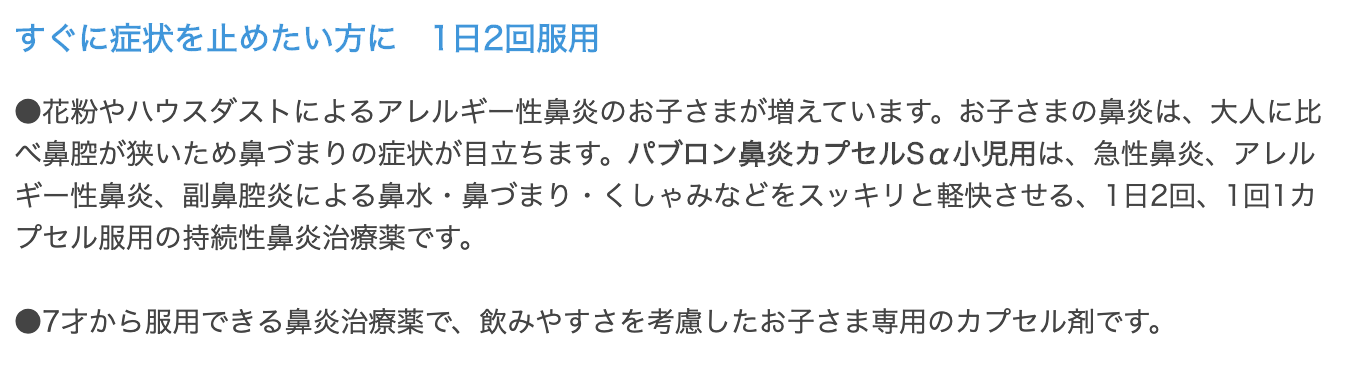 すぐに症状を止めたい方に　1日2回服用
●花粉やハウスダストによるアレルギー性鼻炎のお子さまが増えています。お子さまの鼻炎は、大人に比
べ鼻腔が狭いため鼻づまりの症状が目立ちます。パブロン鼻炎カプセルSα小児用は、急性鼻炎、アレル
ギー性鼻炎、副鼻腔炎による鼻水・鼻づまり・くしゃみなどをスッキリと軽快させる、1日2回、1回1カ
プセル服用の持続性鼻炎治療薬です。
●7才から服用できる鼻炎治療薬で、飲みやすさを考慮したお子さま専用のカプセル剤です。